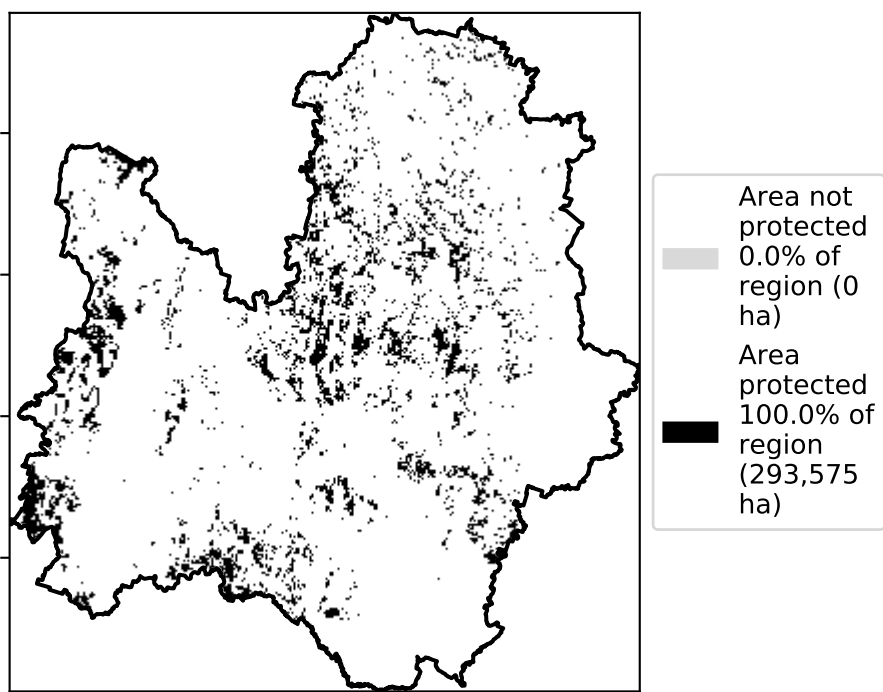 Area not
protected
0.0% of
region (0
ha)
Area
protected
100.0% of
region
(293,575
ha)